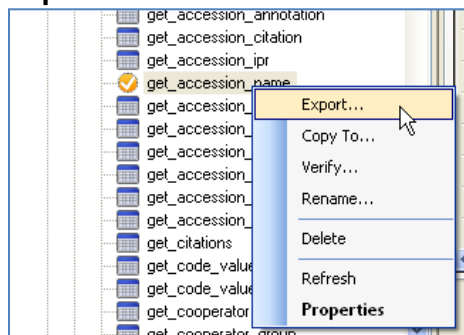 get_accession_annotation
get_accession_citation
get_accession_ipr
get_accession_name
get_accession_
Export...
get_accession_
Copy To...
get_accession_
Verify...
get_accession_
Rename...
get_accession_
get_citations
Delete
get_code_value
Refresh
get_code_value
get_cooperator
Properties
get_cooperator_group